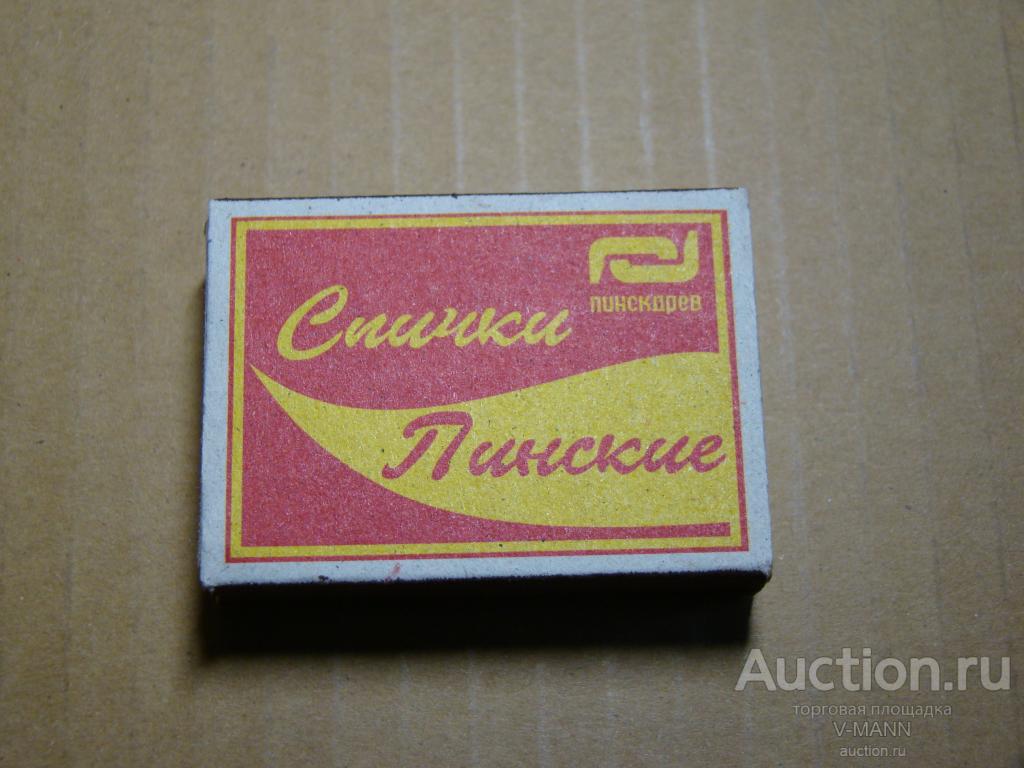 пинскдрев
Спички
Пинские
Auction.ru
торговая площадка
V-MANN
auction.ru